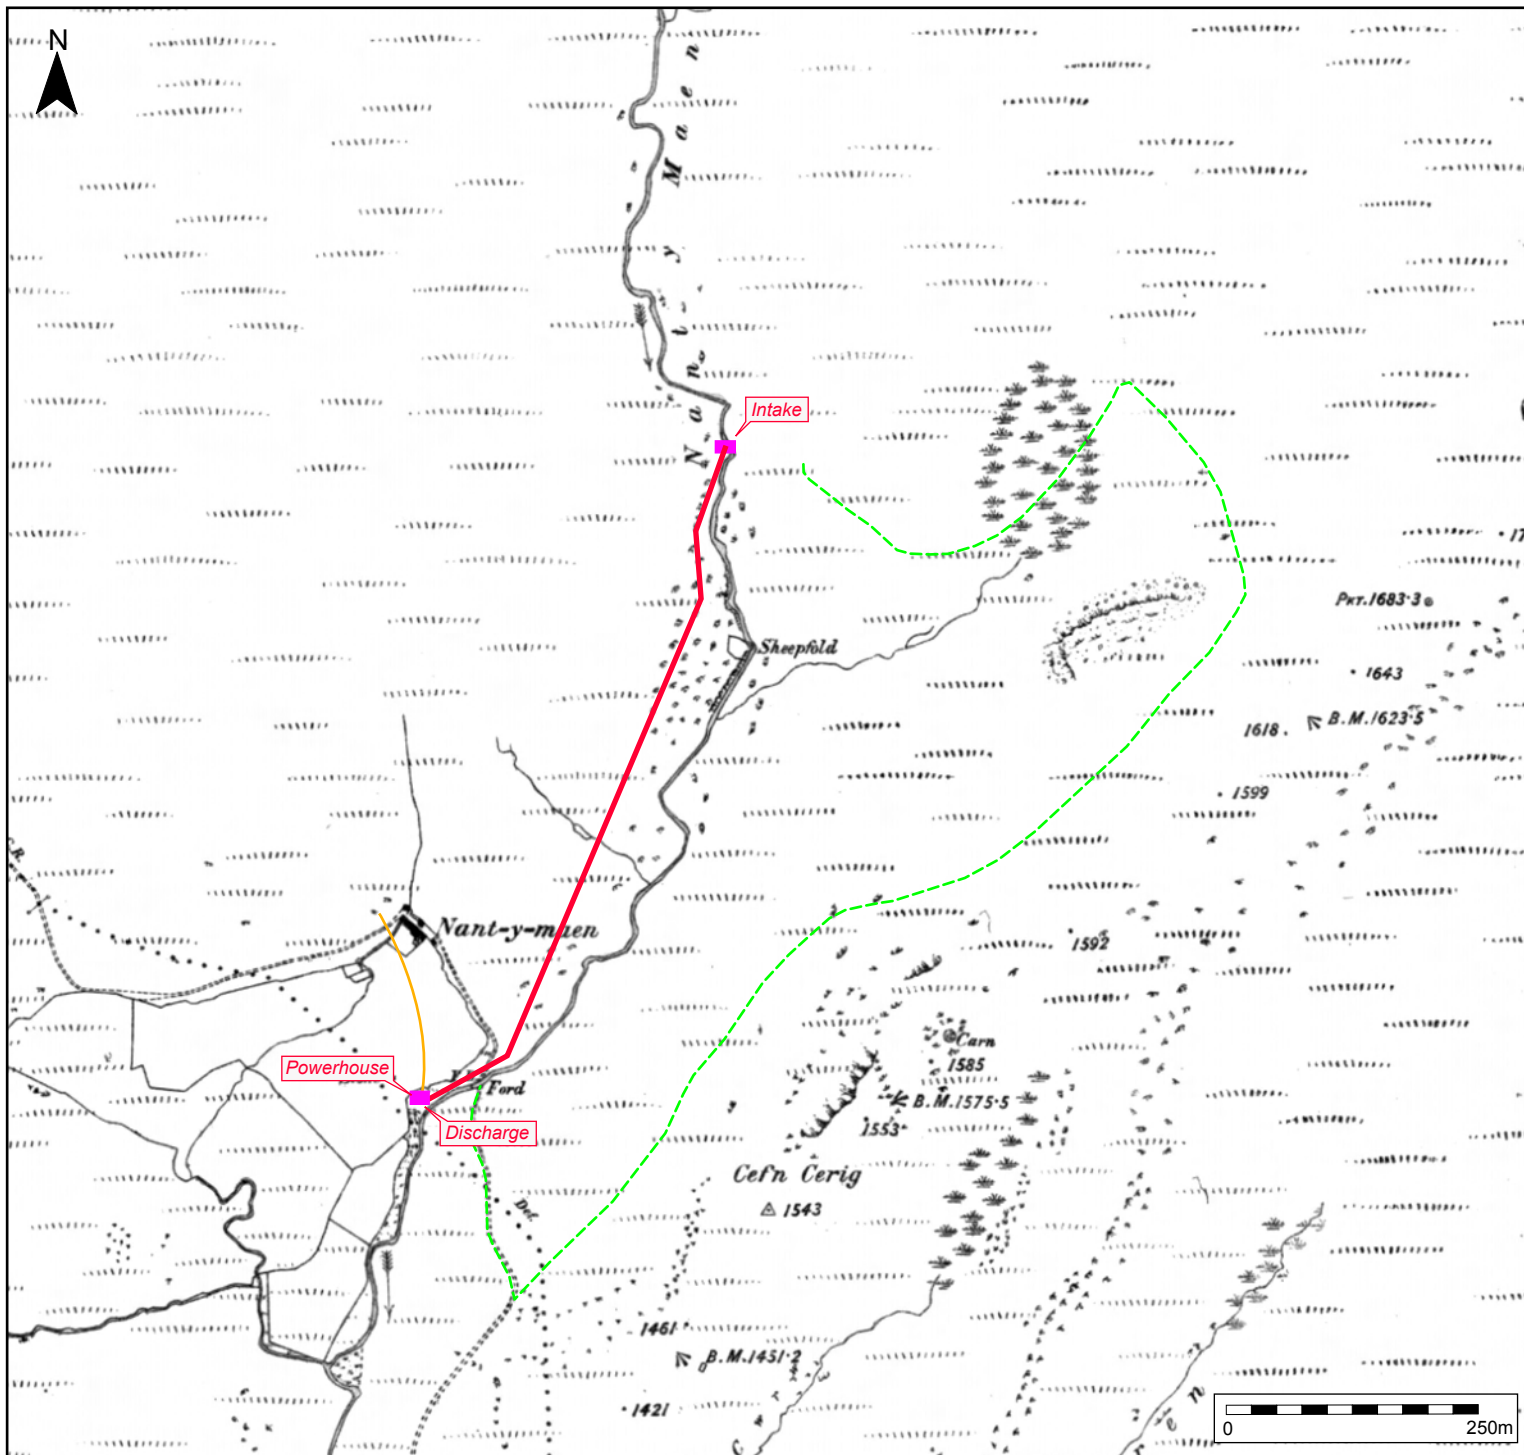 N
Nant y Maen
Intake
Sheepfold
PKT. 1683·3
1643
1618
B.M. 1623·5
1599
C.R.
Nant-y-maen
1592
Carn
1585
Powerhouse
Ford
B.M. 1575·5
Discharge
1553
Cefn Cerig
1543
Def.
1461
B.M. 1451·2
1421
0
250m